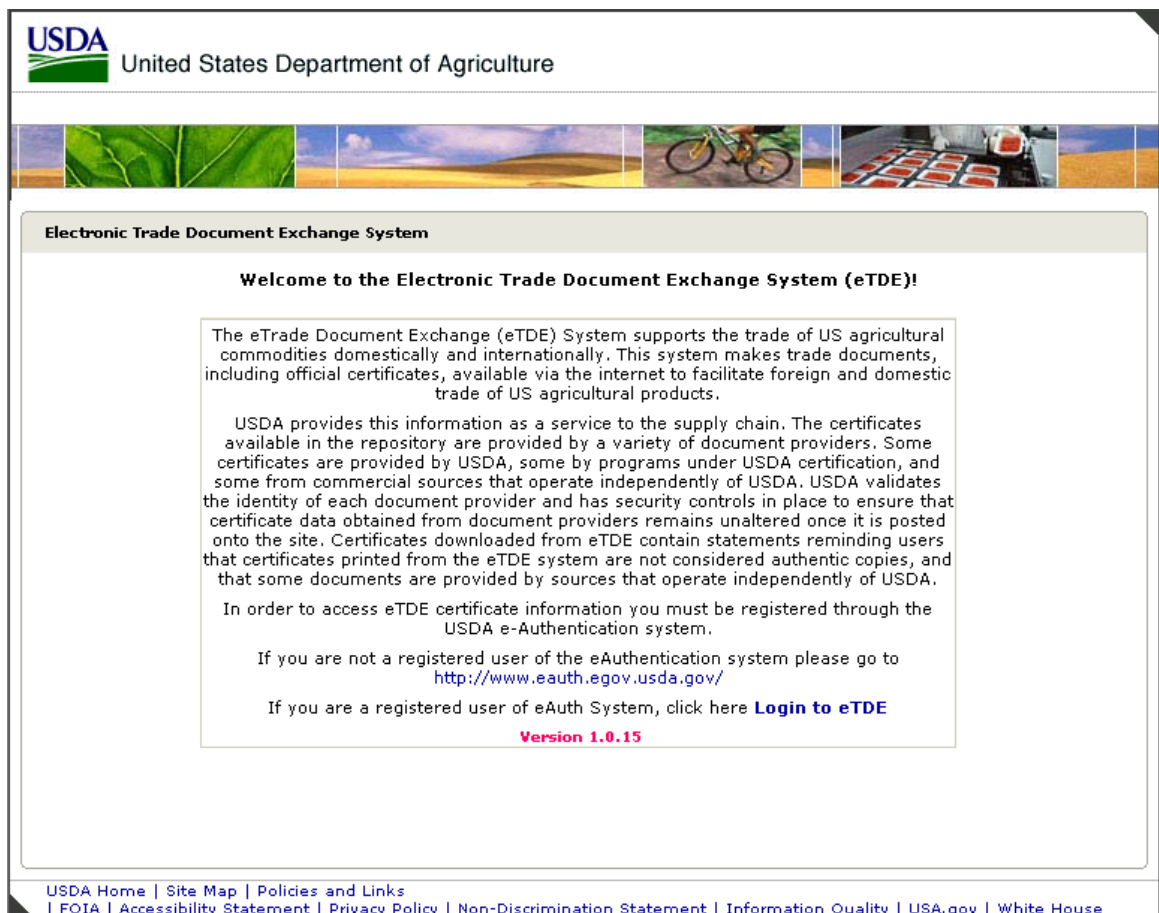 USDA
United States Department of Agriculture
Electronic Trade Document Exchange System
Welcome to the Electronic Trade Document Exchange System (eTDE)!
The eTrade Document Exchange (eTDE) System supports the trade of US agricultural
commodities domestically and internationally. This system makes trade documents,
including official certificates, available via the internet to facilitate foreign and domestic
trade of US agricultural products.
USDA provides this information as a service to the supply chain. The certificates
available in the repository are provided by a variety of document providers. Some
certificates are provided by USDA, some by programs under USDA certification, and
some from commercial sources that operate independently of USDA. USDA validates
the identity of each document provider and has security controls in place to ensure that
certificate data obtained from document providers remains unaltered once it is posted
onto the site. Certificates downloaded from eTDE contain statements reminding users
that certificates printed from the eTDE system are not considered authentic copies, and
that some documents are provided by sources that operate independently of USDA.
In order to access eTDE certificate information you must be registered through the
USDA e-Authentication system.
If you are not a registered user of the eAuthentication system please go to
http://www.eauth.egov.usda.gov/
If you are a registered user of eAuth System, click here Login to eTDE
Version 1.0.15
USDA Home | Site Map | Policies and Links
| FOIA | Accessibility Statement | Privacy Policy | Non-Discrimination Statement | Information Quality | USA.gov | White House